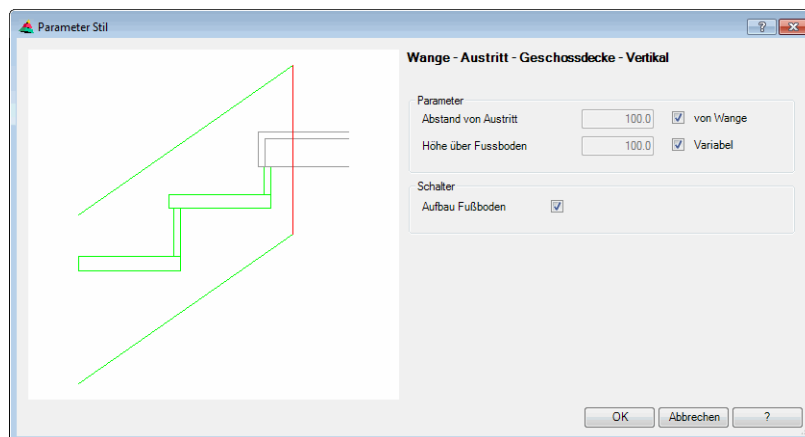 Parameter Stil
?
Wange - Austritt - Geschossdecke - Vertikal
Parameter
Abstand von Austritt 100.0 von Wange
Höhe über Fussboden 100.0 Variabel
Schalter
Aufbau Fußboden
OK Abbrechen ?